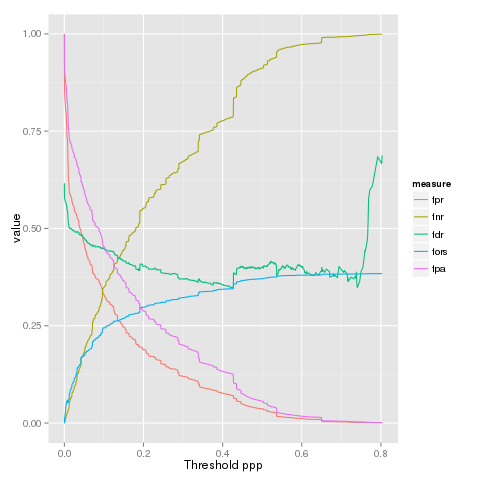 1.00
0.75
0.50
0.25
0.00
value
0.0
0.2
0.4
0.6
0.8
Threshold ppp
measure
fpr
fnr
fdr
fors
fpa